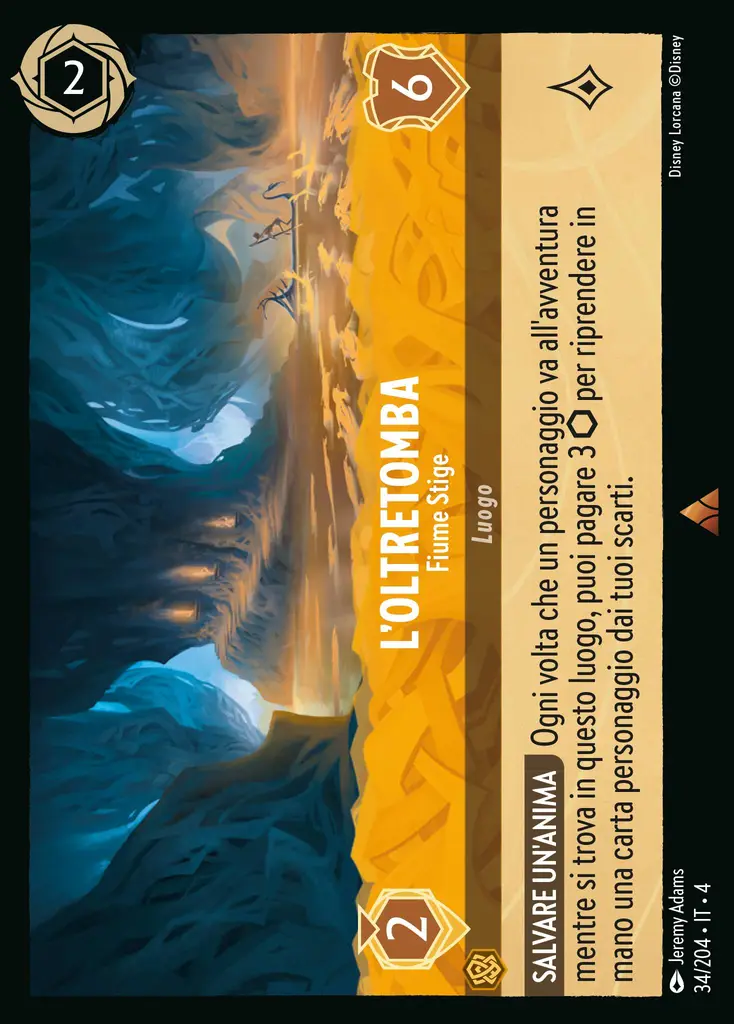 2
6
L'OLTRETOMBA
Fiume Stige
Luogo
2
SALVARE UN'ANIMA Ogni volta che un personaggio va all'avventura
mentre si trova in questo luogo, puoi pagare 3 ⬡ per riprendere in
mano una carta personaggio dai tuoi scarti.
Jeremy Adams
34/204 • IT • 4
Disney Lorcana ©Disney